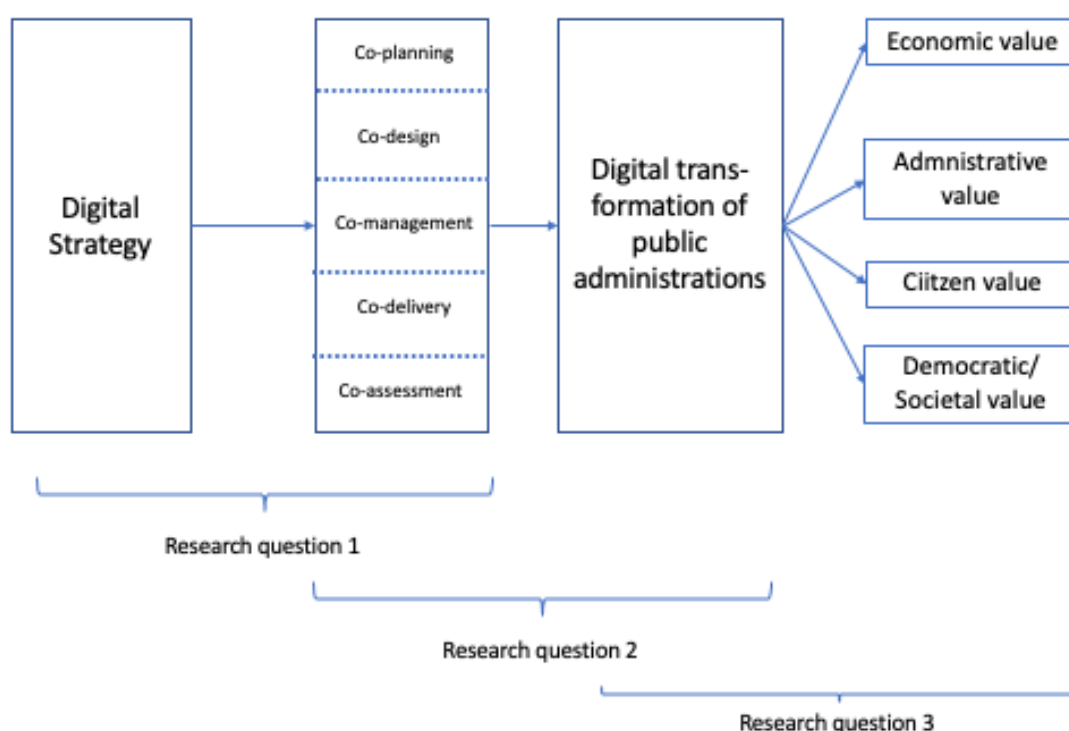 Digital
Strategy
Co-planning
Co-design
Co-management
Co-delivery
Co-assessment
Digital trans-
formation of
public
administrations
Economic value
Admnistrative
value
Ciitzen value
Democratic/
Societal value
Research question 1
Research question 2
Research question 3